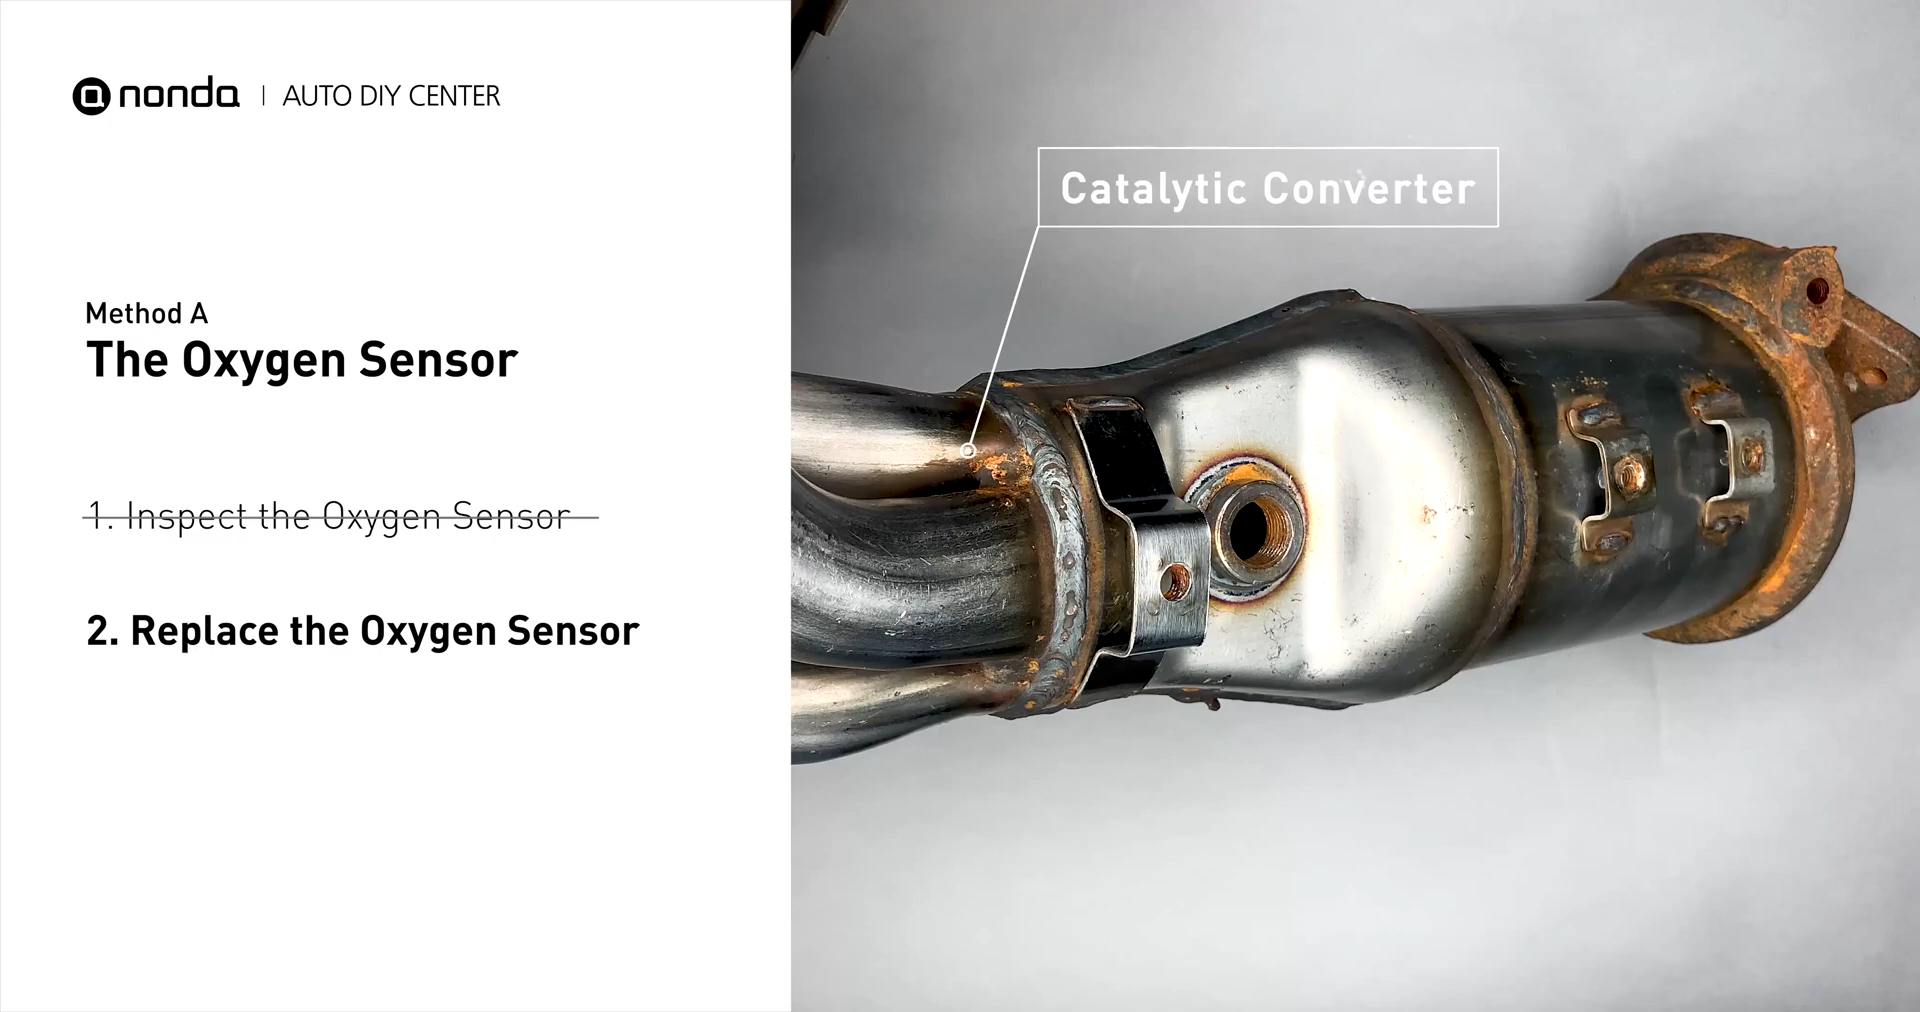 nonda | AUTO DIY CENTER
Catalytic Converter
Method A
The Oxygen Sensor
1. Inspect the Oxygen Sensor
2. Replace the Oxygen Sensor